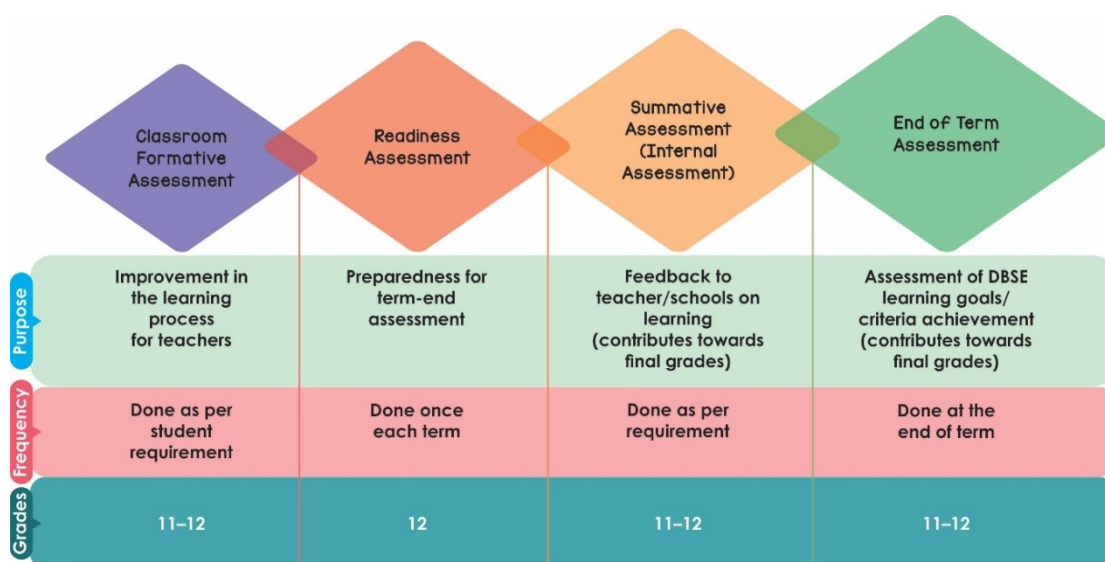 Classroom
Formative
Assessment
Readiness
Assessment
Summative
Assessment
(Internal
Assessment)
End of Term
Assessment
Purpose
Improvement in
the learning
process
for teachers
Preparedness for
term-end
assessment
Feedback to
teacher/schools on
learning
(contributes towards
final grades)
Assessment of DBSE
learning goals/
criteria achievement
(contributes towards
final grades)
Frequency
Done as per
student
requirement
Done once
each term
Done as per
requirement
Done at the
end of term
Grades
11–12
12
11–12
11–12